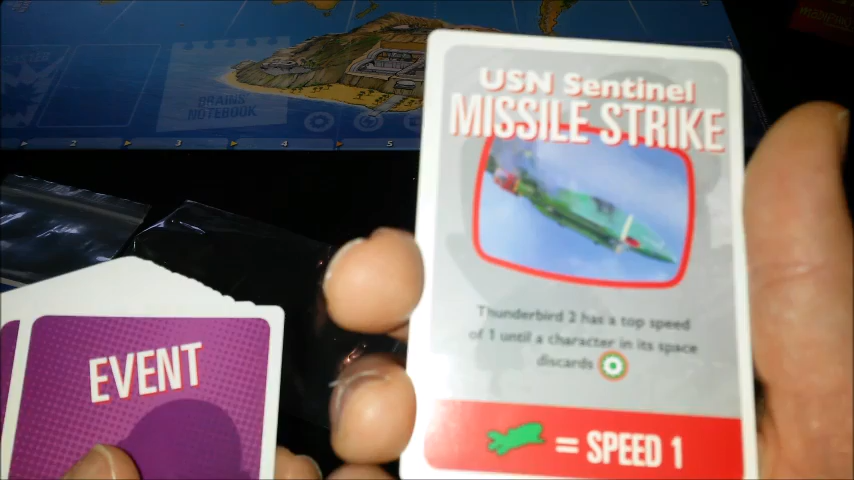 BRAINS
NOTEBOOK
2
3
4
5
USN Sentinel
MISSILE STRIKE
Thunderbird 2 has a top speed
of 1 until a character in its space
discards
= SPEED 1
EVENT